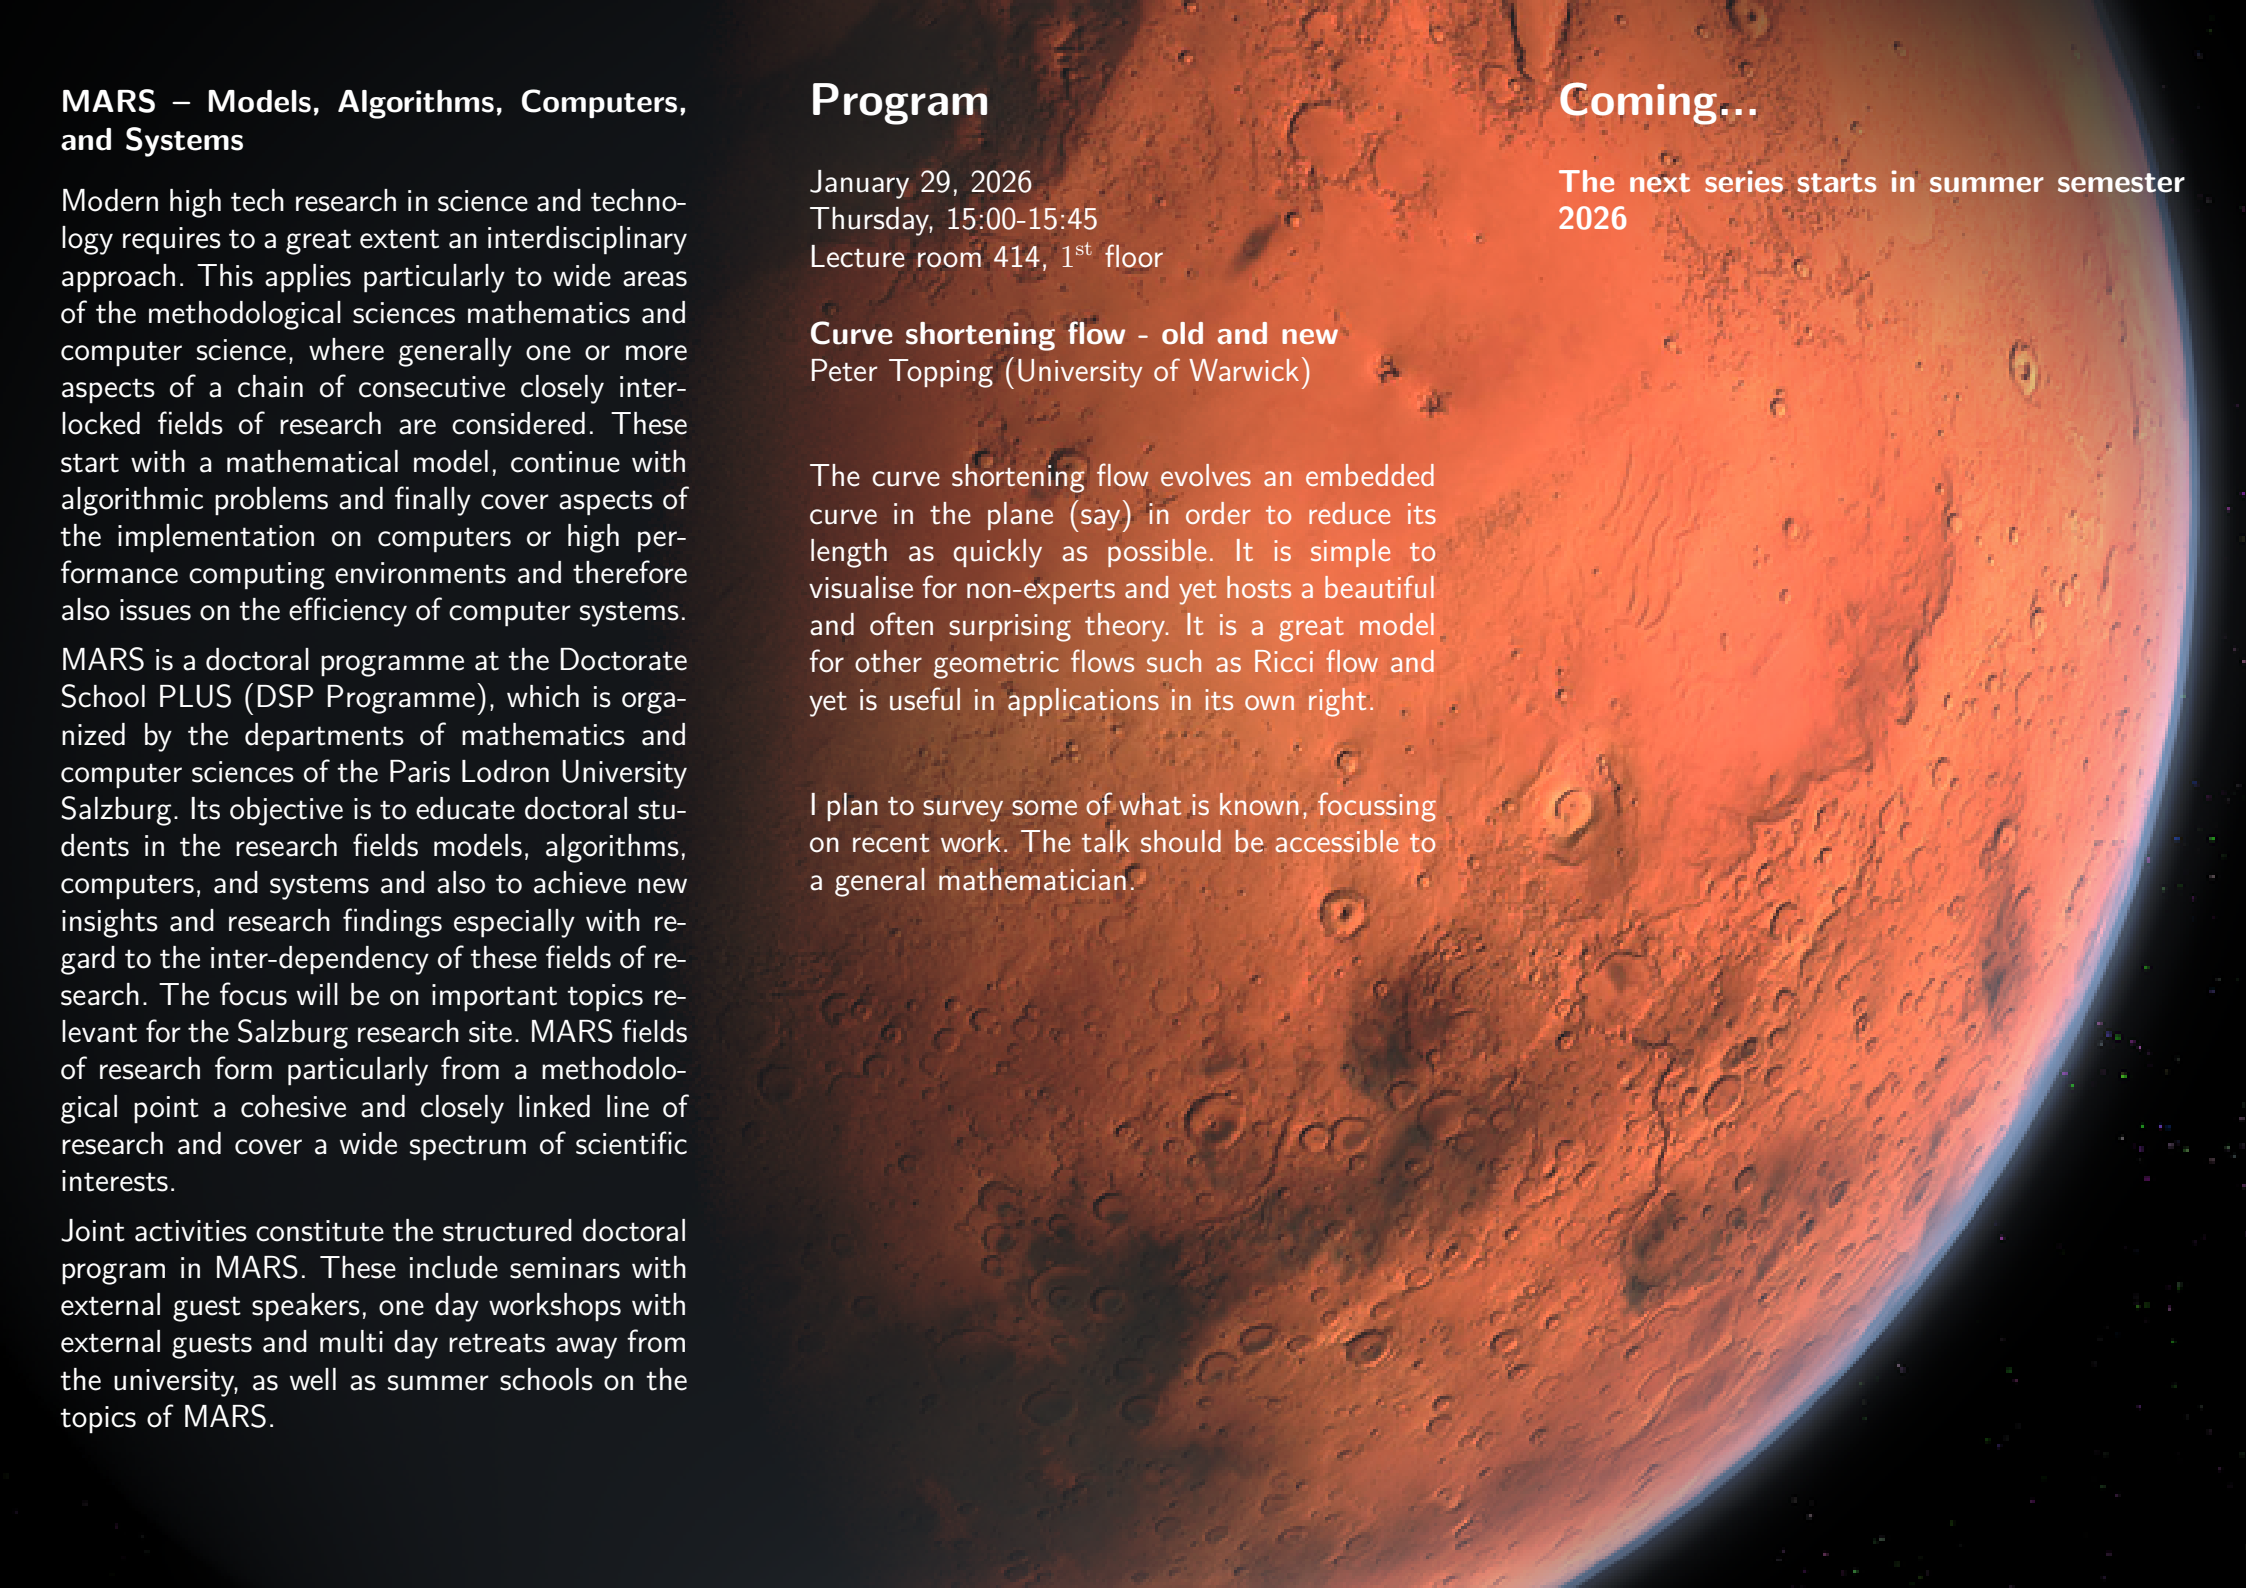 MARS – Models, Algorithms, Computers,
and Systems
Modern high tech research in science and techno-
logy requires to a great extent an interdisciplinary
approach. This applies particularly to wide areas
of the methodological sciences mathematics and
computer science, where generally one or more
aspects of a chain of consecutive closely inter-
locked fields of research are considered. These
start with a mathematical model, continue with
algorithmic problems and finally cover aspects of
the implementation on computers or high per-
formance computing environments and therefore
also issues on the efficiency of computer systems.
MARS is a doctoral programme at the Doctorate
School PLUS (DSP Programme), which is orga-
nized by the departments of mathematics and
computer sciences of the Paris Lodron University
Salzburg. Its objective is to educate doctoral stu-
dents in the research fields models, algorithms,
computers, and systems and also to achieve new
insights and research findings especially with re-
gard to the inter-dependency of these fields of re-
search. The focus will be on important topics re-
levant for the Salzburg research site. MARS fields
of research form particularly from a methodolo-
gical point a cohesive and closely linked line of
research and cover a wide spectrum of scientific
interests.
Joint activities constitute the structured doctoral
program in MARS. These include seminars with
external guest speakers, one day workshops with
external guests and multi day retreats away from
the university, as well as summer schools on the
topics of MARS.
Program
January 29, 2026
Thursday, 15:00-15:45
Lecture room 414, 1st floor
Curve shortening flow - old and new
Peter Topping (University of Warwick)
The curve shortening flow evolves an embedded
curve in the plane (say) in order to reduce its
length as quickly as possible. It is simple to
visualise for non-experts and yet hosts a beautiful
and often surprising theory. It is a great model
for other geometric flows such as Ricci flow and
yet is useful in applications in its own right.
I plan to survey some of what is known, focussing
on recent work. The talk should be accessible to
a general mathematician.
Coming...
The next series starts in summer semester
2026